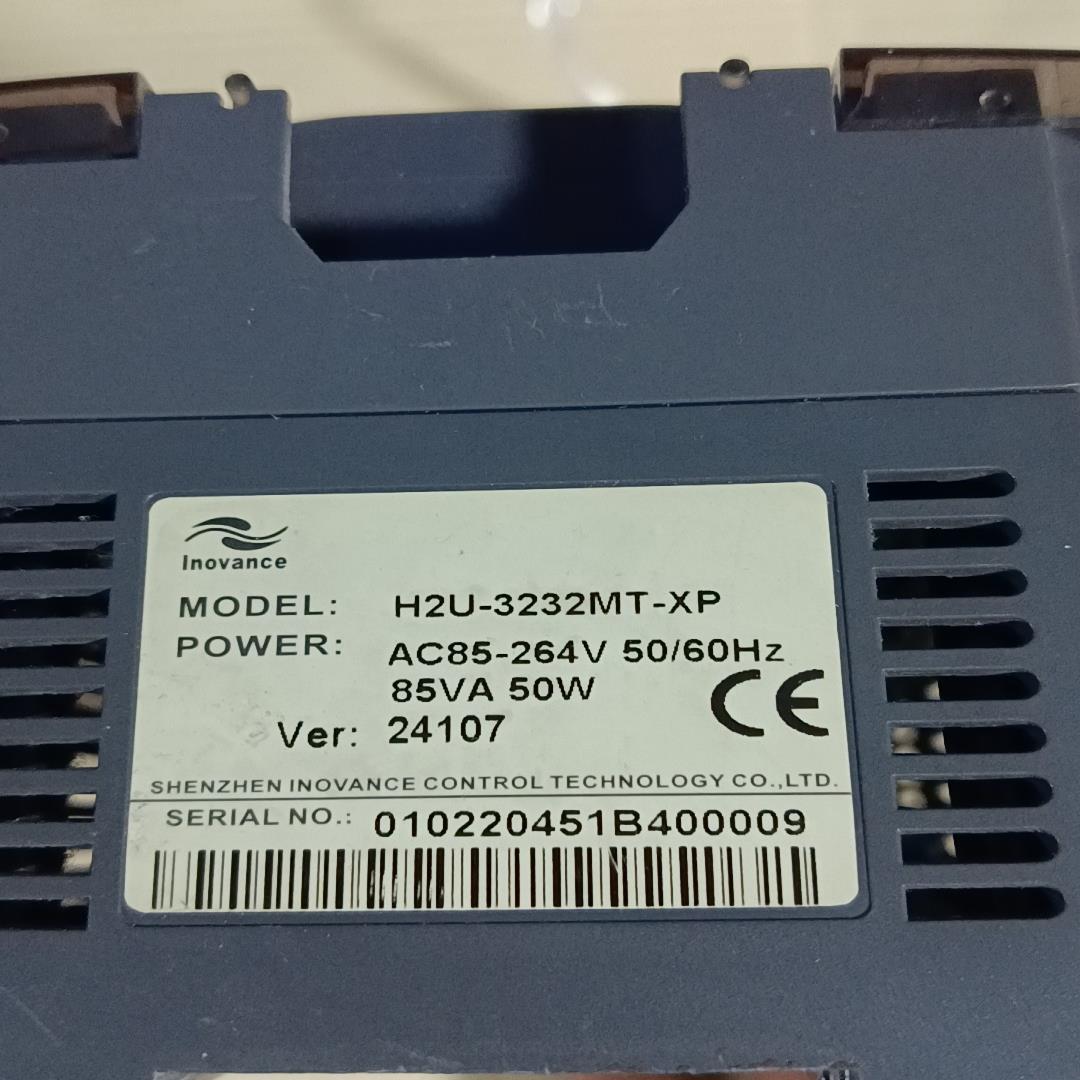 inovance
MODEL: H2U-3232MT-XP
POWER: AC85-264V 50/60Hz
85VA 50W
CE
Ver: 24107
SHENZHEN INOVANCE CONTROL TECHNOLOGY CO.,LTD.
SERIAL NO.: 010220451B400009